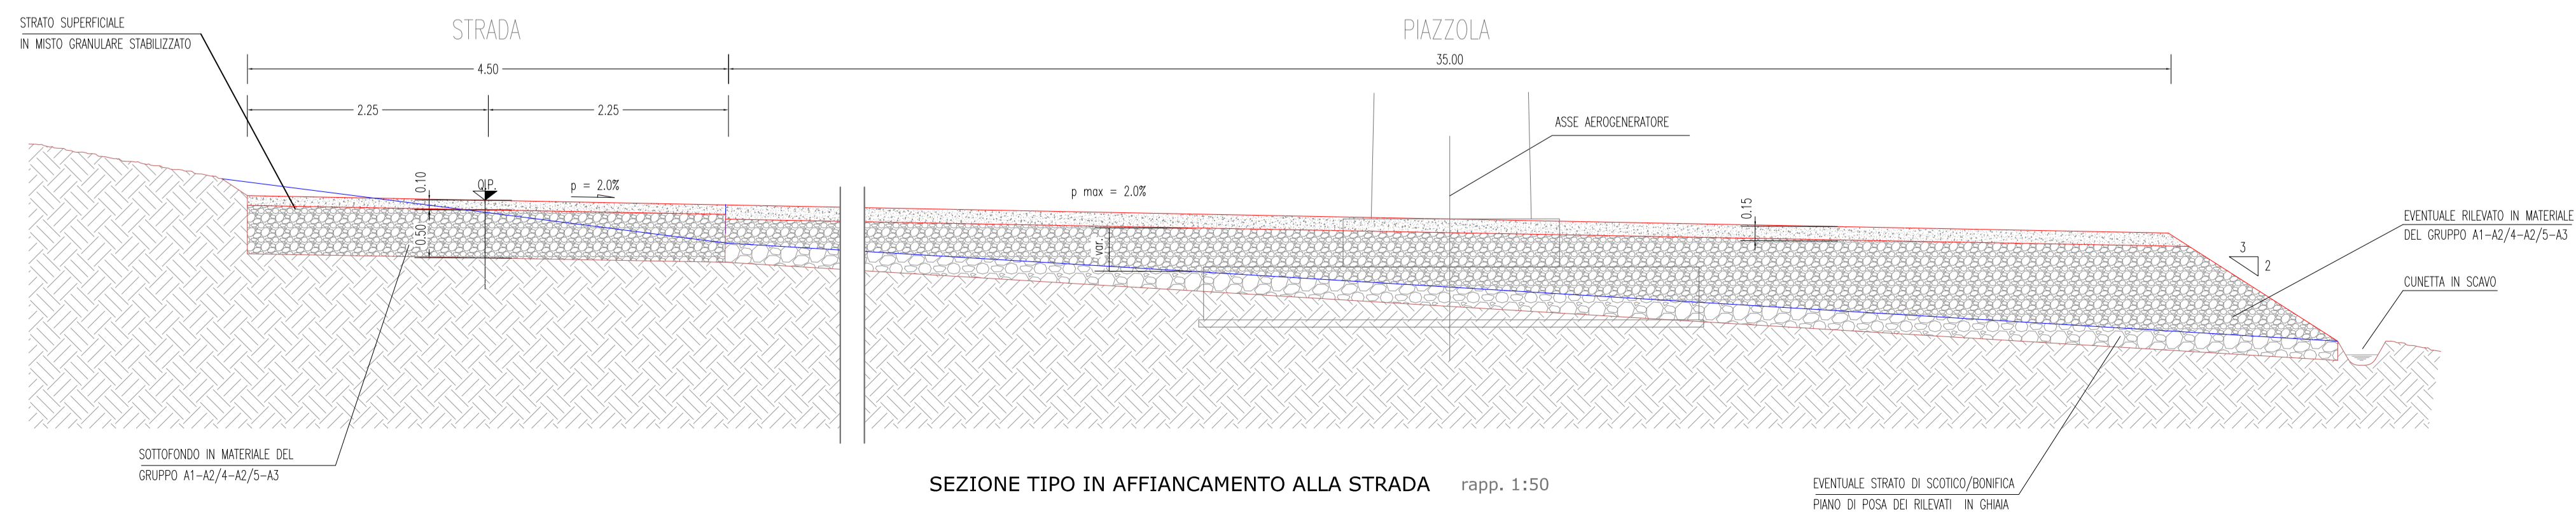 STRATO SUPERFICIALE
IN MISTO GRANULARE STABILIZZATO
STRADA
PIAZZOLA
4.50
35.00
2.25
2.25
ASSE AEROGENERATORE
0.10
Q.P.
p = 2.0%
p max = 2.0%
0.15
0.50
var.
EVENTUALE RILEVATO IN MATERIALE
DEL GRUPPO A1-A2/4-A2/5-A3
3
2
CUNETTA IN SCAVO
SOTTOFONDO IN MATERIALE DEL
GRUPPO A1-A2/4-A2/5-A3
SEZIONE TIPO IN AFFIANCAMENTO ALLA STRADA rapp. 1:50
EVENTUALE STRATO DI SCOTICO/BONIFICA
PIANO DI POSA DEI RILEVATI IN GHIAIA